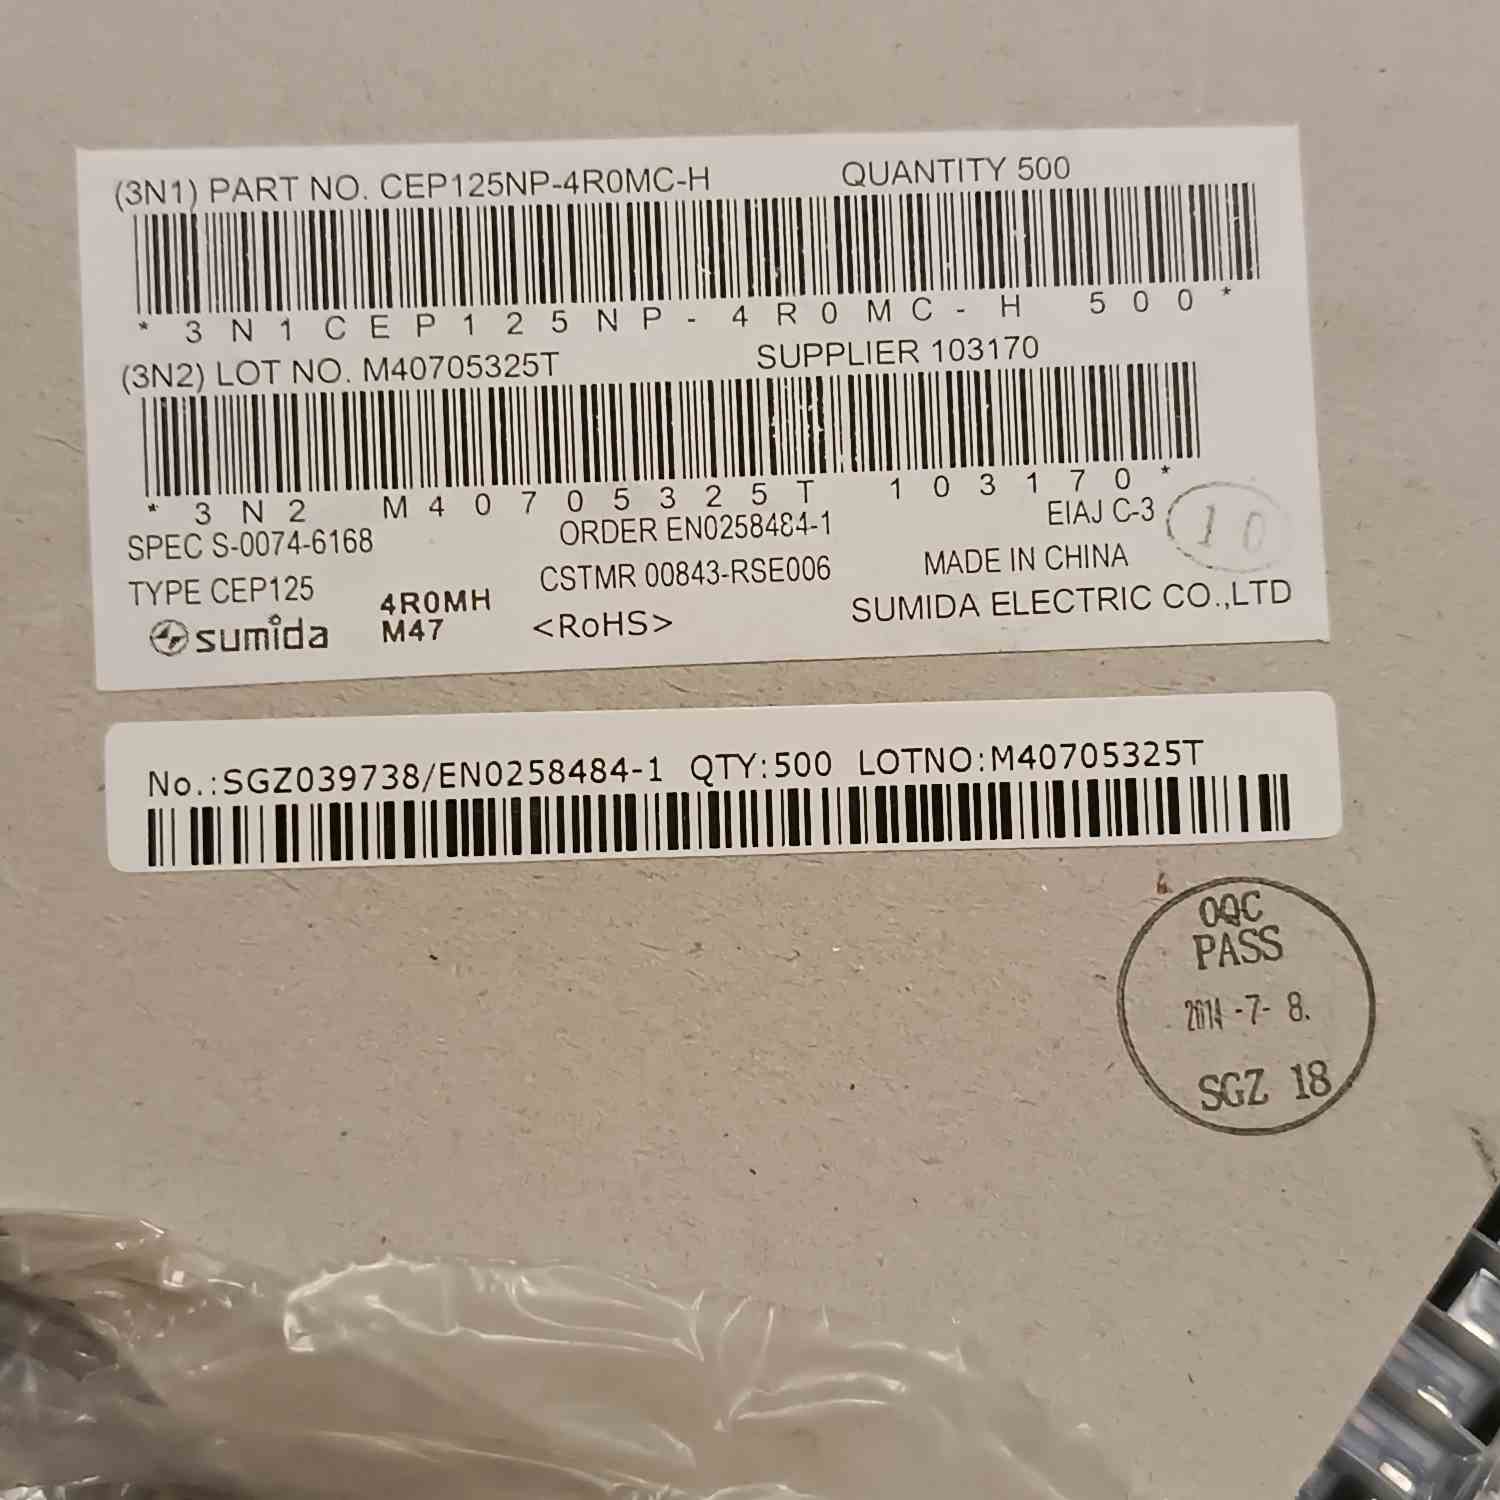 (3N1) PART NO. CEP125NP-4R0MC-H QUANTITY 500
* 3 N 1 C E P 1 2 5 N P - 4 R 0 M C - H 5 0 0 *
(3N2) LOT NO. M40705325T SUPPLIER 103170
* 3 N 2 M 4 0 7 0 5 3 2 5 T 1 0 3 1 7 0 *
SPEC S-0074-6168 ORDER EN0258484-1 EIAJ C-3
10
TYPE CEP125 CSTMR 00843-RSE006 MADE IN CHINA
4R0MH
sumida M47 <RoHS> SUMIDA ELECTRIC CO.,LTD
No.:SGZ039738/EN0258484-1 QTY:500 LOTNO:M40705325T
OQC
PASS
2014 -7- 8.
SGZ 18